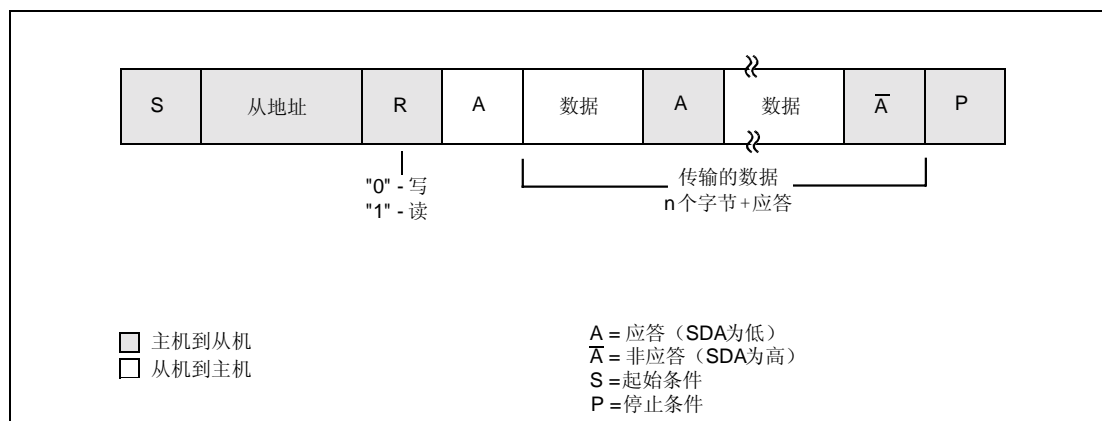 S 从地址 R A 数据 A 数据 A̅ P
"0" - 写
"1" - 读
传输的数据
n个字节+应答
主机到从机
从机到主机
A = 应答（SDA为低）
A̅ = 非应答（SDA为高）
S =起始条件
P =停止条件